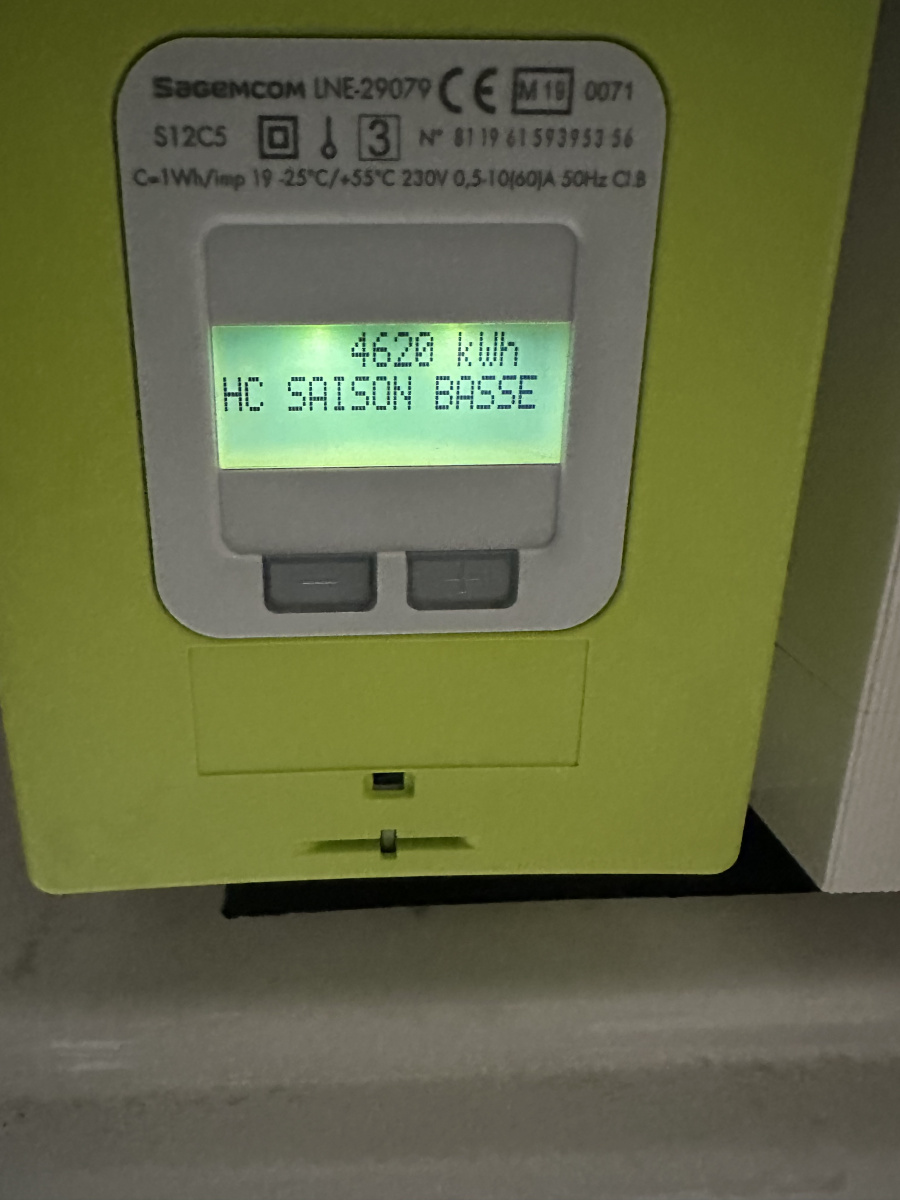 SAGEMCOM LNE-29079 CE M 19 0071
S12C5 3 N° 81 19 61 593953 56
C=1Wh/imp 19 -25°C/+55°C 230V 0,5-10(60)A 50Hz Cl.B
4620 kWh
HC SAISON BASSE
- +